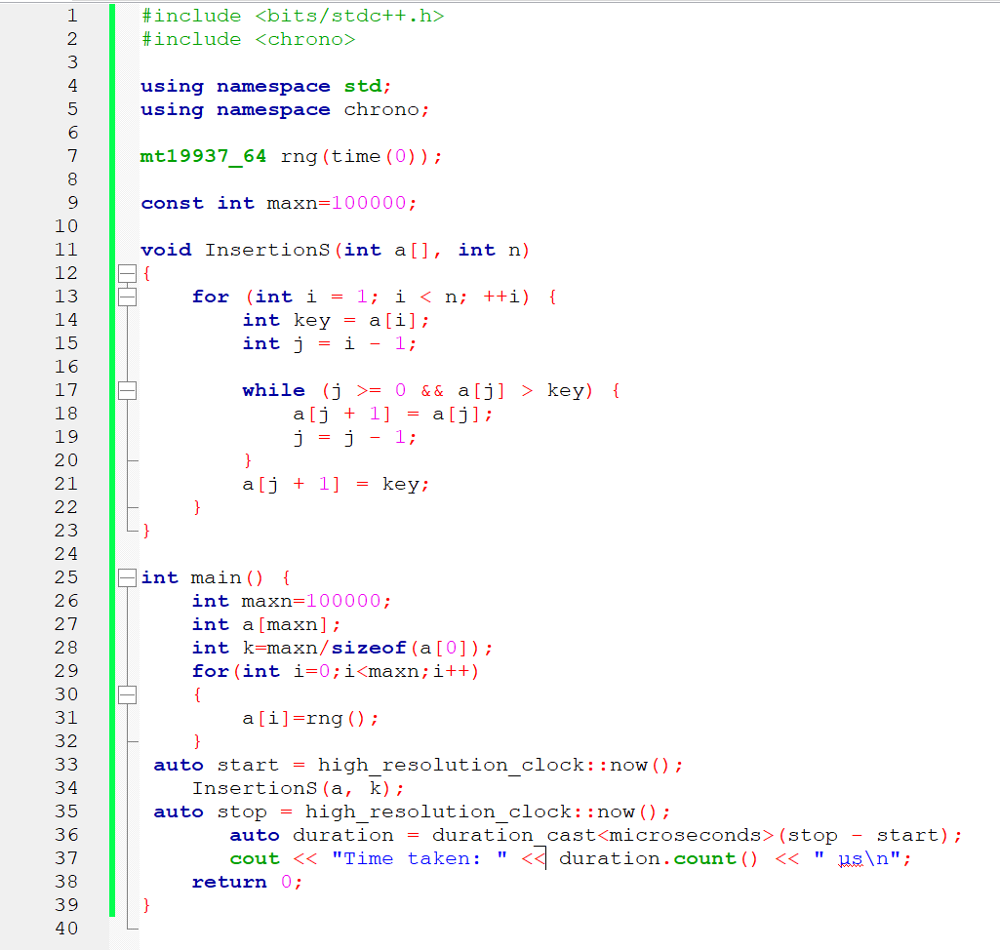 1 #include <bits/stdc++.h>
2 #include <chrono>
3
4 using namespace std;
5 using namespace chrono;
6
7 mt19937_64 rng(time(0));
8
9 const int maxn=100000;
10
11 void InsertionS(int a[], int n)
12 {
13     for (int i = 1; i < n; ++i) {
14         int key = a[i];
15         int j = i - 1;
16
17         while (j >= 0 && a[j] > key) {
18             a[j + 1] = a[j];
19             j = j - 1;
20         }
21         a[j + 1] = key;
22     }
23 }
24
25 int main() {
26     int maxn=100000;
27     int a[maxn];
28     int k=maxn/sizeof(a[0]);
29     for(int i=0;i<maxn;i++)
30     {
31         a[i]=rng();
32     }
33  auto start = high_resolution_clock::now();
34     InsertionS(a, k);
35  auto stop = high_resolution_clock::now();
36        auto duration = duration_cast<microseconds>(stop - start);
37        cout << "Time taken: " << duration.count() << " µs\n";
38     return 0;
39 }
40